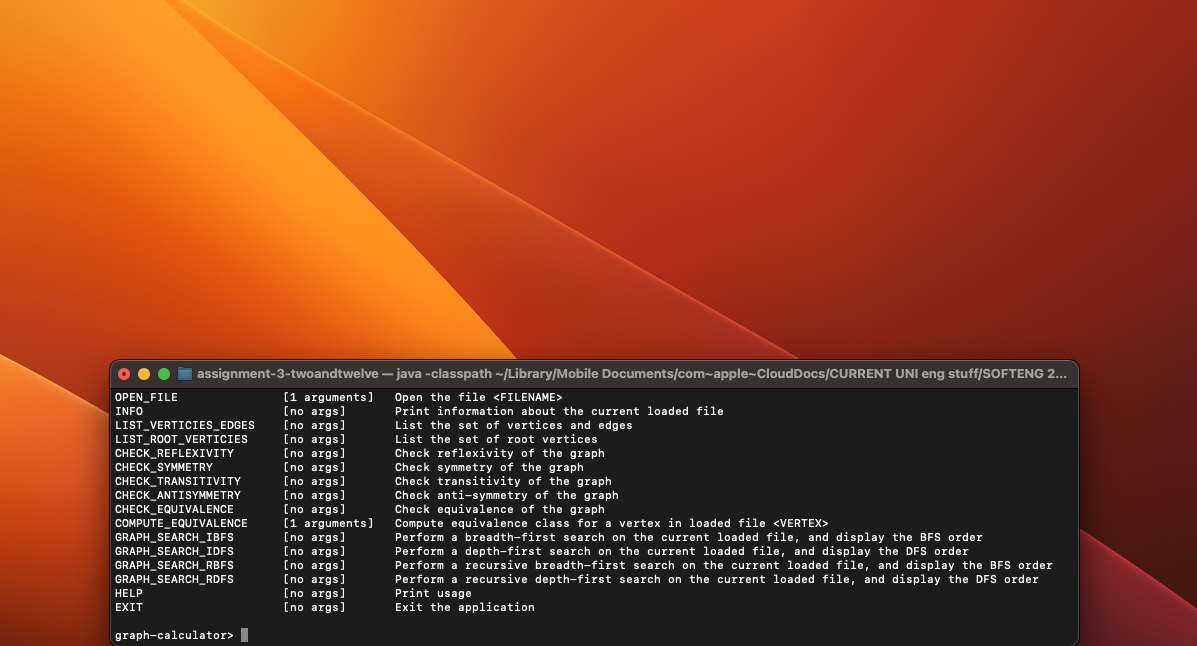 assignment-3-twoandtwelve — java -classpath ~/Library/Mobile Documents/com~apple~CloudDocs/CURRENT UNI eng stuff/SOFTENG 2...
OPEN_FILE [1 arguments] Open the file <FILENAME>
INFO [no args] Print information about the current loaded file
LIST_VERTICIES_EDGES [no args] List the set of vertices and edges
LIST_ROOT_VERTICIES [no args] List the set of root vertices
CHECK_REFLEXIVITY [no args] Check reflexivity of the graph
CHECK_SYMMETRY [no args] Check symmetry of the graph
CHECK_TRANSITIVITY [no args] Check transitivity of the graph
CHECK_ANTISYMMETRY [no args] Check anti-symmetry of the graph
CHECK_EQUIVALENCE [no args] Check equivalence of the graph
COMPUTE_EQUIVALENCE [1 arguments] Compute equivalence class for a vertex in loaded file <VERTEX>
GRAPH_SEARCH_IBFS [no args] Perform a breadth-first search on the current loaded file, and display the BFS order
GRAPH_SEARCH_IDFS [no args] Perform a depth-first search on the current loaded file, and display the DFS order
GRAPH_SEARCH_RBFS [no args] Perform a recursive breadth-first search on the current loaded file, and display the BFS order
GRAPH_SEARCH_RDFS [no args] Perform a recursive depth-first search on the current loaded file, and display the DFS order
HELP [no args] Print usage
EXIT [no args] Exit the application
graph-calculator>